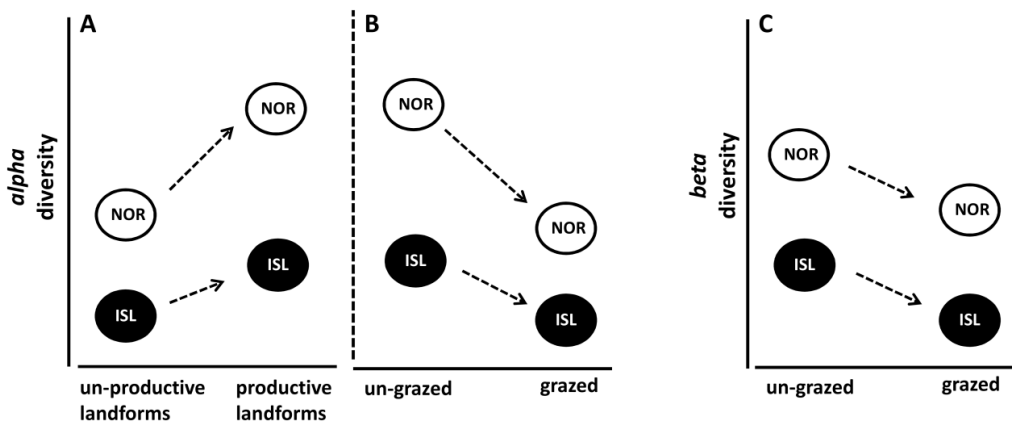 A
alpha
diversity
NOR
NOR
ISL
ISL
un-productive
landforms
productive
landforms
B
NOR
NOR
ISL
ISL
un-grazed
grazed
C
beta
diversity
NOR
NOR
ISL
ISL
un-grazed
grazed